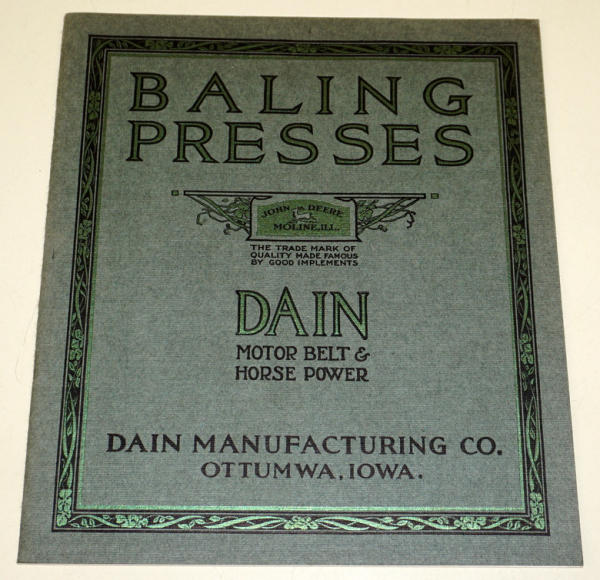 BALING
PRESSES
JOHN DEERE
MOLINE, ILL.
THE TRADE MARK OF
QUALITY MADE FAMOUS
BY GOOD IMPLEMENTS
DAIN
MOTOR BELT &
HORSE POWER
DAIN MANUFACTURING CO.
OTTUMWA, IOWA.